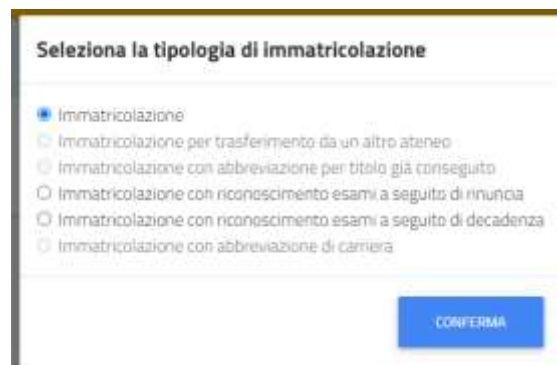 Seleziona la tipologia di immatricolazione
Immatricolazione
Immatricolazione per trasferimento da un altro ateneo
Immatricolazione con abbreviazione per titolo già conseguito
Immatricolazione con riconoscimento esami a seguito di rinuncia
Immatricolazione con riconoscimento esami a seguito di decadenza
Immatricolazione con abbreviazione di carriera
CONFERMA